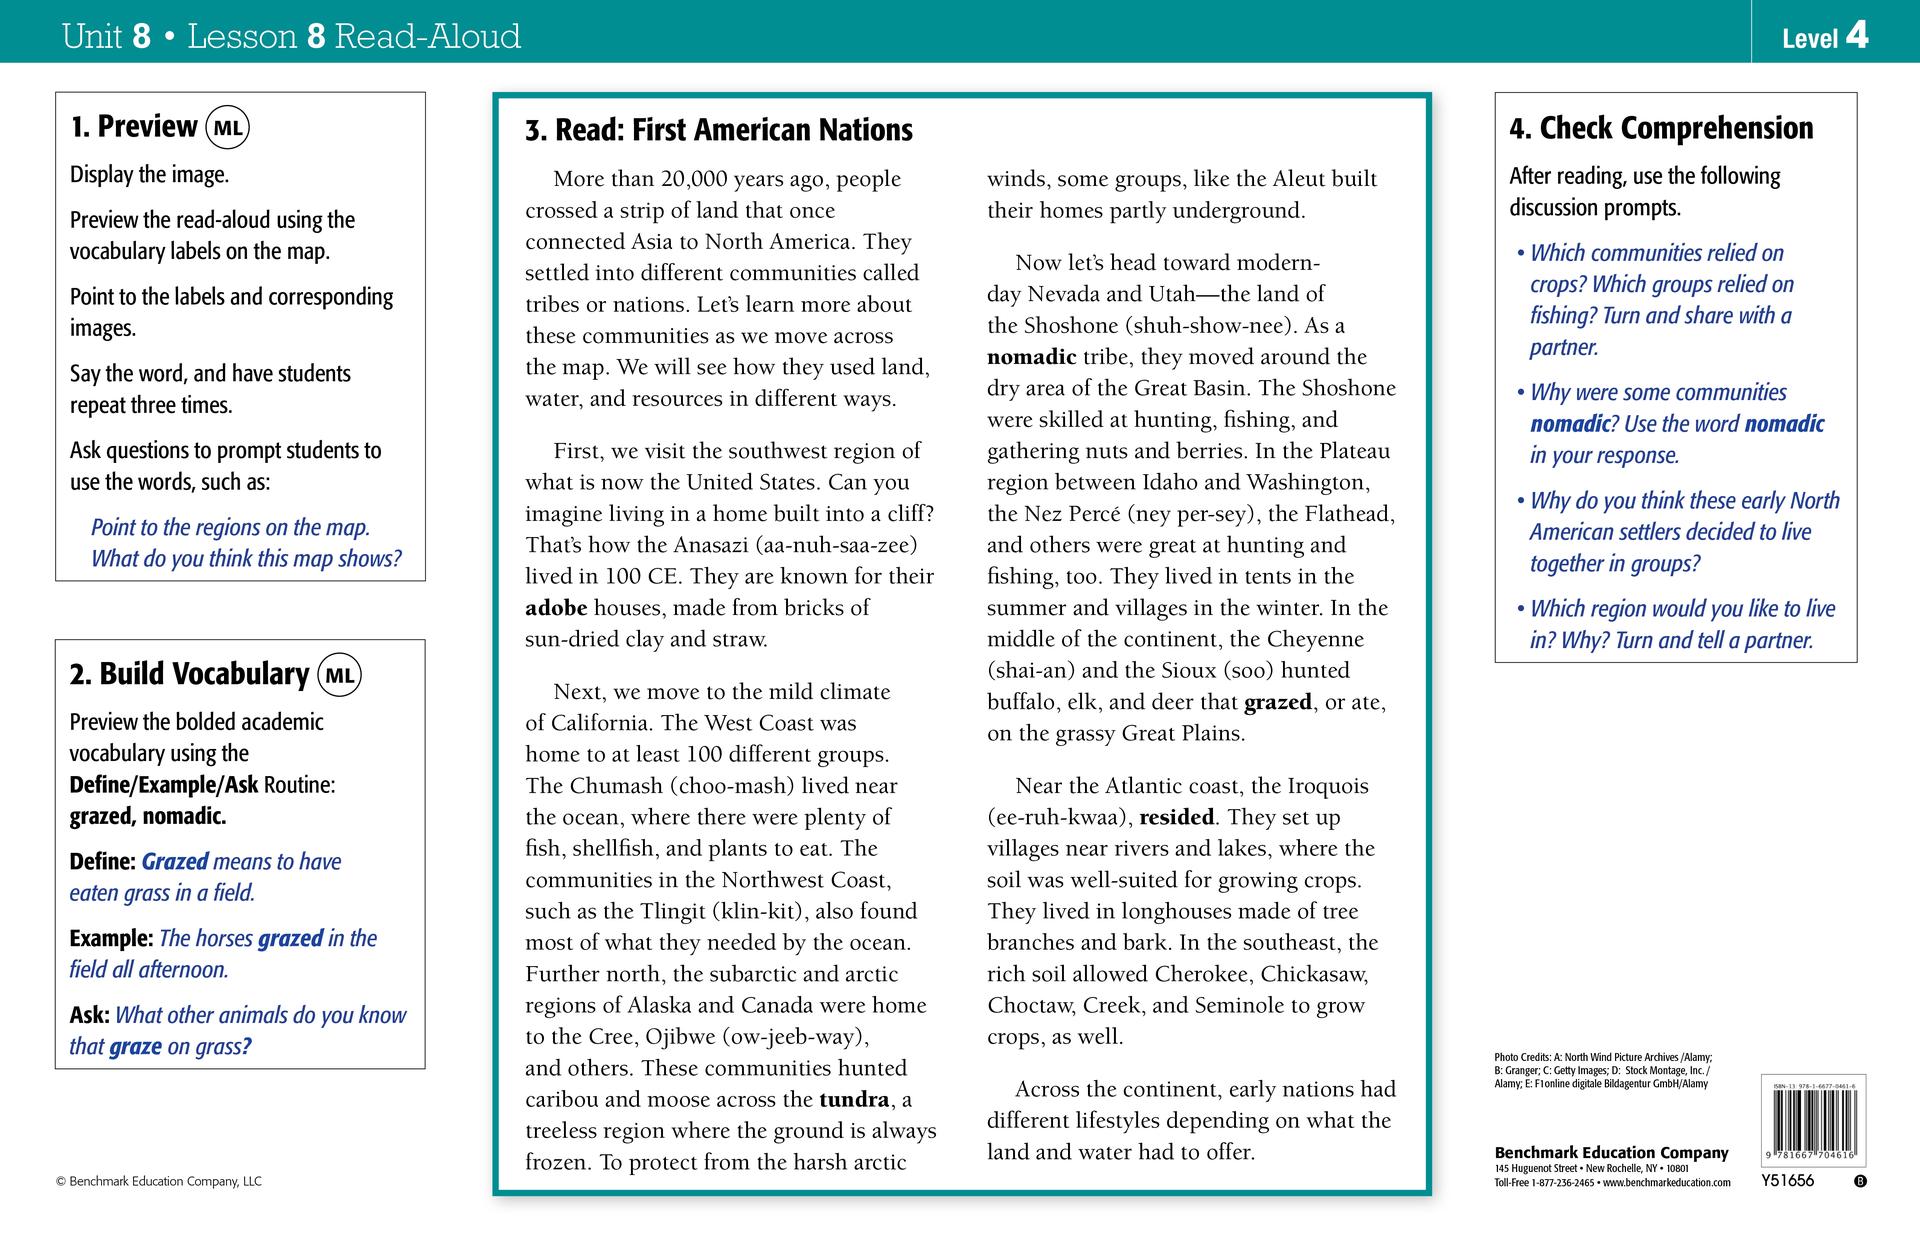 Unit 8 • Lesson 8 Read-Aloud
Level 4
1. Preview ML
Display the image.
Preview the read-aloud using the
vocabulary labels on the map.
Point to the labels and corresponding
images.
Say the word, and have students
repeat three times.
Ask questions to prompt students to
use the words, such as:
Point to the regions on the map.
What do you think this map shows?
2. Build Vocabulary ML
Preview the bolded academic
vocabulary using the
Define/Example/Ask Routine:
grazed, nomadic.
Define: Grazed means to have
eaten grass in a field.
Example: The horses grazed in the
field all afternoon.
Ask: What other animals do you know
that graze on grass?
© Benchmark Education Company, LLC
3. Read: First American Nations
More than 20,000 years ago, people
crossed a strip of land that once
connected Asia to North America. They
settled into different communities called
tribes or nations. Let's learn more about
these communities as we move across
the map. We will see how they used land,
water, and resources in different ways.
First, we visit the southwest region of
what is now the United States. Can you
imagine living in a home built into a cliff?
That's how the Anasazi (aa-nuh-saa-zee)
lived in 100 CE. They are known for their
adobe houses, made from bricks of
sun-dried clay and straw.
Next, we move to the mild climate
of California. The West Coast was
home to at least 100 different groups.
The Chumash (choo-mash) lived near
the ocean, where there were plenty of
fish, shellfish, and plants to eat. The
communities in the Northwest Coast,
such as the Tlingit (klin-kit), also found
most of what they needed by the ocean.
Further north, the subarctic and arctic
regions of Alaska and Canada were home
to the Cree, Ojibwe (ow-jeeb-way),
and others. These communities hunted
caribou and moose across the tundra, a
treeless region where the ground is always
frozen. To protect from the harsh arctic
winds, some groups, like the Aleut built
their homes partly underground.
Now let's head toward modern-
day Nevada and Utah—the land of
the Shoshone (shuh-show-nee). As a
nomadic tribe, they moved around the
dry area of the Great Basin. The Shoshone
were skilled at hunting, fishing, and
gathering nuts and berries. In the Plateau
region between Idaho and Washington,
the Nez Percé (ney per-sey), the Flathead,
and others were great at hunting and
fishing, too. They lived in tents in the
summer and villages in the winter. In the
middle of the continent, the Cheyenne
(shai-an) and the Sioux (soo) hunted
buffalo, elk, and deer that grazed, or ate,
on the grassy Great Plains.
Near the Atlantic coast, the Iroquois
(ee-ruh-kwaa), resided. They set up
villages near rivers and lakes, where the
soil was well-suited for growing crops.
They lived in longhouses made of tree
branches and bark. In the southeast, the
rich soil allowed Cherokee, Chickasaw,
Choctaw, Creek, and Seminole to grow
crops, as well.
Across the continent, early nations had
different lifestyles depending on what the
land and water had to offer.
4. Check Comprehension
After reading, use the following
discussion prompts.
• Which communities relied on
crops? Which groups relied on
fishing? Turn and share with a
partner.
• Why were some communities
nomadic? Use the word nomadic
in your response.
• Why do you think these early North
American settlers decided to live
together in groups?
• Which region would you like to live
in? Why? Turn and tell a partner.
Photo Credits: A: North Wind Picture Archives /Alamy;
B: Granger; C: Getty Images; D: Stock Montage, Inc. /
Alamy; E: F1online digitale Bildagentur GmbH/Alamy
Benchmark Education Company
145 Huguenot Street • New Rochelle, NY • 10801
Toll-Free 1-877-236-2465 • www.benchmarkeducation.com
ISBN-13 978-1-6677-0461-6
9 781667 704616
Y51656
B